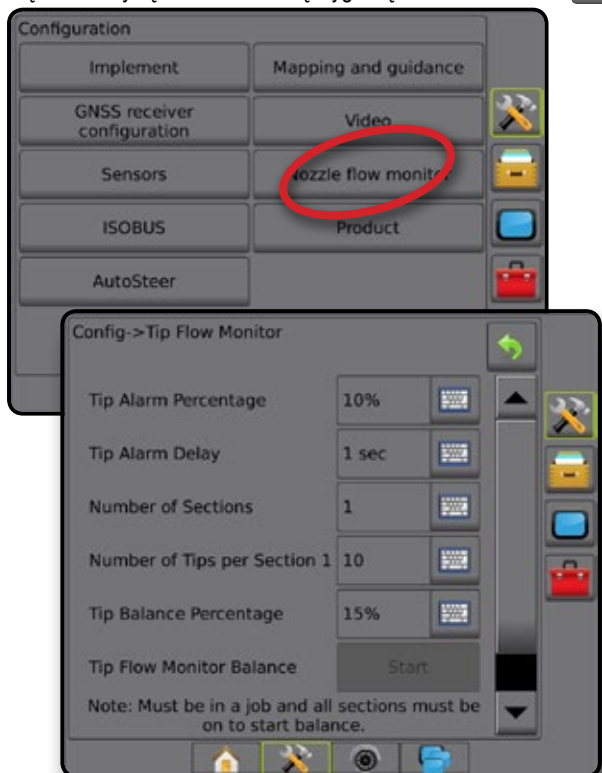 Configuration
Implement
Mapping and guidance
GNSS receiver
configuration
Video
Sensors
Nozzle flow monitor
ISOBUS
Product
AutoSteer
Config->Tip Flow Monitor
Tip Alarm Percentage
10%
Tip Alarm Delay
1 sec
Number of Sections
1
Number of Tips per Section 1
10
Tip Balance Percentage
15%
Tip Flow Monitor Balance
Start
Note: Must be in a job and all sections must be
on to start balance.